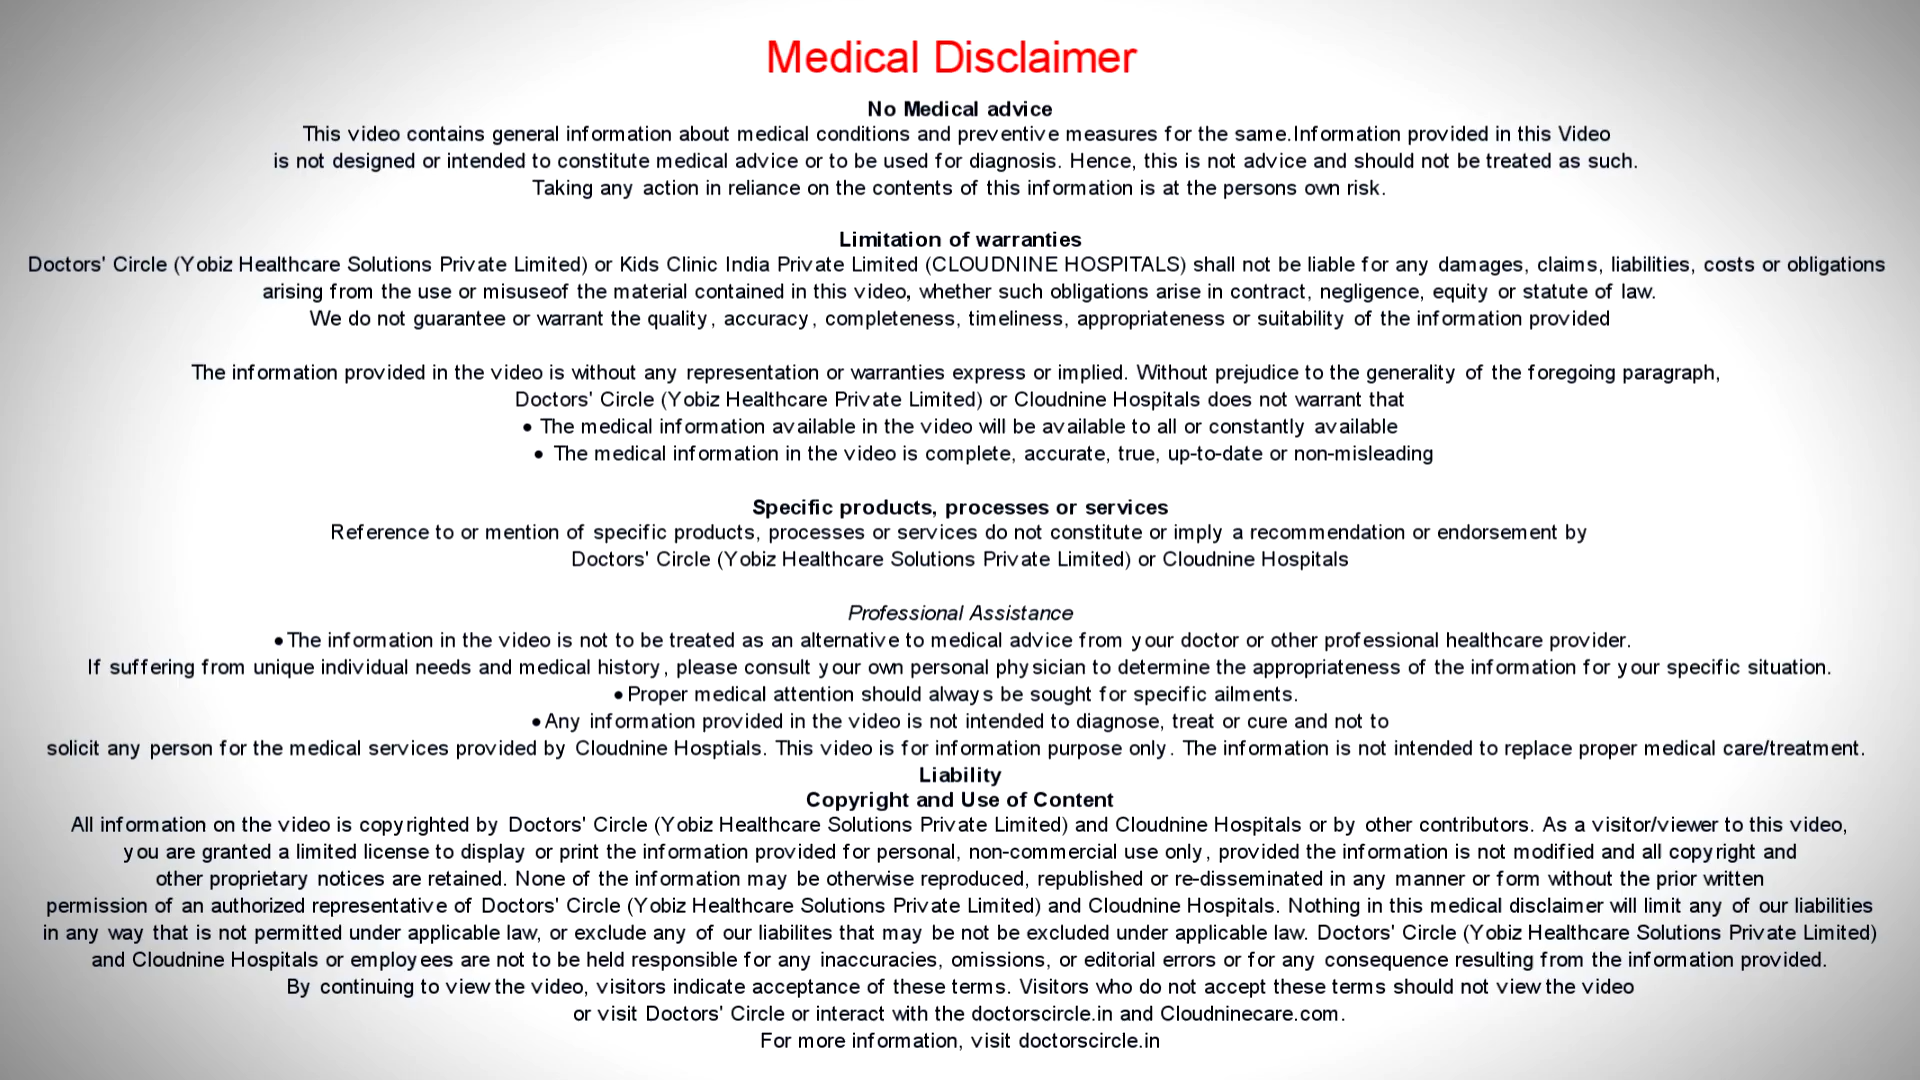 Medical Disclaimer
No Medical advice
This video contains general information about medical conditions and preventive measures for the same.Information provided in this Video
is not designed or intended to constitute medical advice or to be used for diagnosis. Hence, this is not advice and should not be treated as such.
Taking any action in reliance on the contents of this information is at the persons own risk.
Limitation of warranties
Doctors' Circle (Yobiz Healthcare Solutions Private Limited) or Kids Clinic India Private Limited (CLOUDNINE HOSPITALS) shall not be liable for any damages, claims, liabilities, costs or obligations
arising from the use or misuseof the material contained in this video, whether such obligations arise in contract, negligence, equity or statute of law.
We do not guarantee or warrant the quality, accuracy, completeness, timeliness, appropriateness or suitability of the information provided
The information provided in the video is without any representation or warranties express or implied. Without prejudice to the generality of the foregoing paragraph,
Doctors' Circle (Yobiz Healthcare Private Limited) or Cloudnine Hospitals does not warrant that
• The medical information available in the video will be available to all or constantly available
• The medical information in the video is complete, accurate, true, up-to-date or non-misleading
Specific products, processes or services
Reference to or mention of specific products, processes or services do not constitute or imply a recommendation or endorsement by
Doctors' Circle (Yobiz Healthcare Solutions Private Limited) or Cloudnine Hospitals
Professional Assistance
• The information in the video is not to be treated as an alternative to medical advice from your doctor or other professional healthcare provider.
If suffering from unique individual needs and medical history, please consult your own personal physician to determine the appropriateness of the information for your specific situation.
• Proper medical attention should always be sought for specific ailments.
• Any information provided in the video is not intended to diagnose, treat or cure and not to
solicit any person for the medical services provided by Cloudnine Hosptials. This video is for information purpose only. The information is not intended to replace proper medical care/treatment.
Liability
Copyright and Use of Content
All information on the video is copyrighted by Doctors' Circle (Yobiz Healthcare Solutions Private Limited) and Cloudnine Hospitals or by other contributors. As a visitor/viewer to this video,
you are granted a limited license to display or print the information provided for personal, non-commercial use only, provided the information is not modified and all copyright and
other proprietary notices are retained. None of the information may be otherwise reproduced, republished or re-disseminated in any manner or form without the prior written
permission of an authorized representative of Doctors' Circle (Yobiz Healthcare Solutions Private Limited) and Cloudnine Hospitals. Nothing in this medical disclaimer will limit any of our liabilities
in any way that is not permitted under applicable law, or exclude any of our liabilites that may be not be excluded under applicable law. Doctors' Circle (Yobiz Healthcare Solutions Private Limited)
and Cloudnine Hospitals or employees are not to be held responsible for any inaccuracies, omissions, or editorial errors or for any consequence resulting from the information provided.
By continuing to view the video, visitors indicate acceptance of these terms. Visitors who do not accept these terms should not view the video
or visit Doctors' Circle or interact with the doctorscircle.in and Cloudninecare.com.
For more information, visit doctorscircle.in